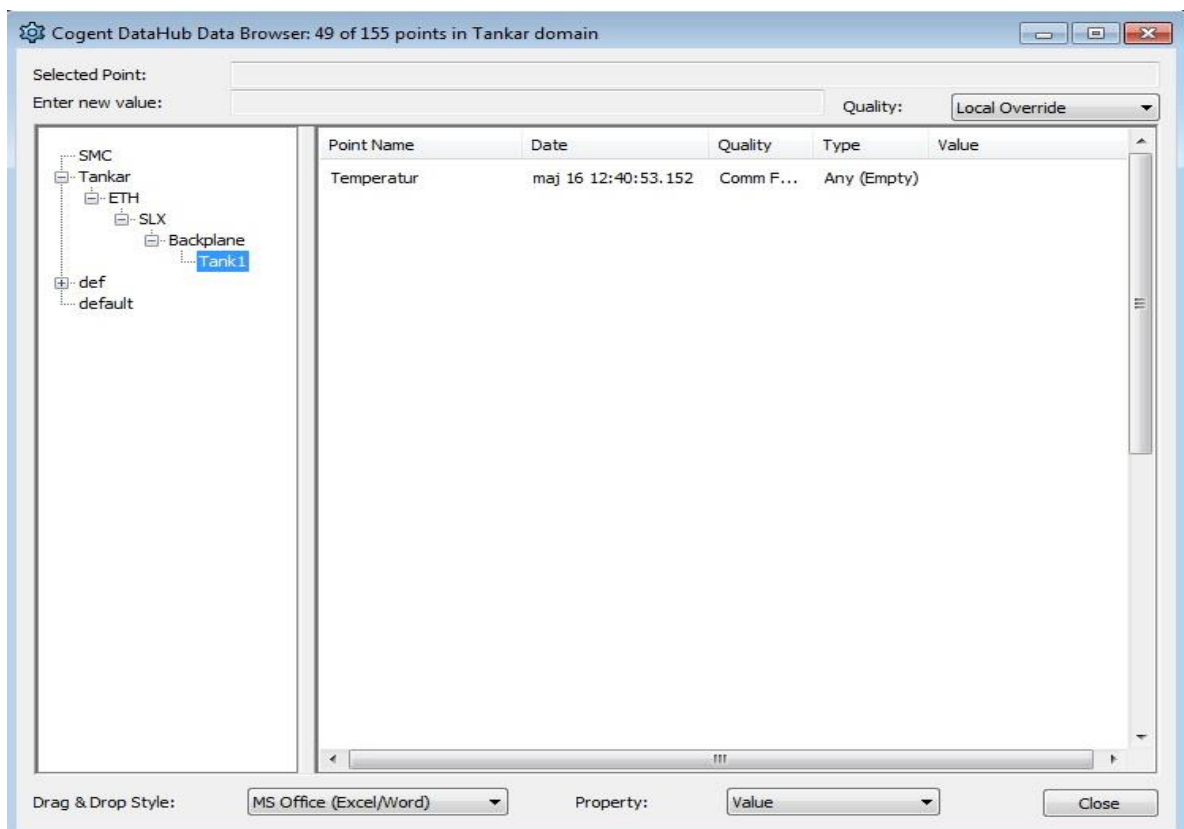 Cogent DataHub Data Browser: 49 of 155 points in Tankar domain
Selected Point:
Enter new value:
Quality: Local Override
SMC
Tankar
ETH
SLX
Backplane
Tank1
def
default
Point Name Date Quality Type Value
Temperatur maj 16 12:40:53.152 Comm F... Any (Empty)
Drag & Drop Style: MS Office (Excel/Word) Property: Value Close